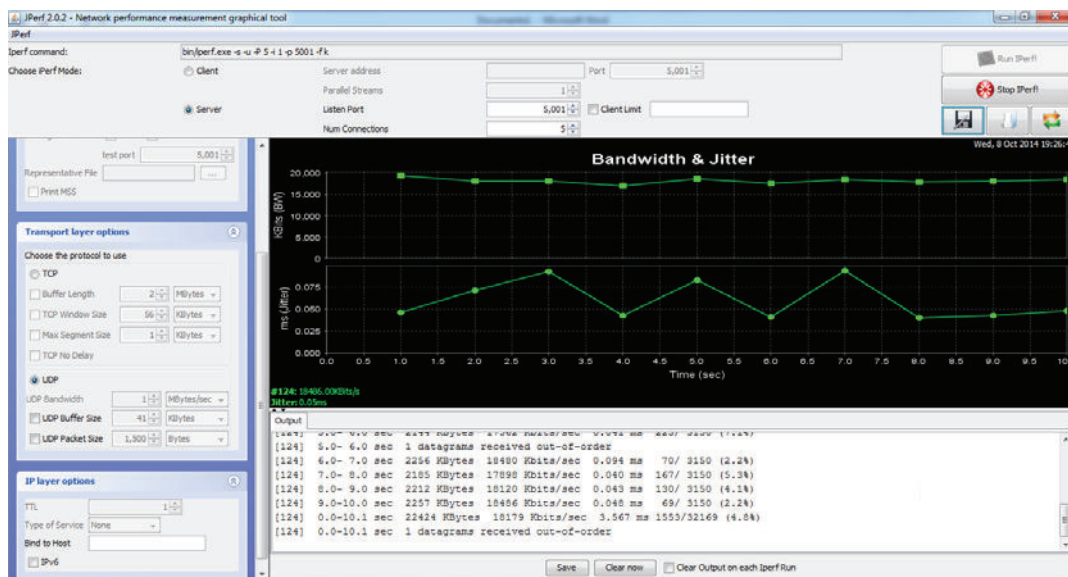 JPerf 2.0.2 - Network performance measurement graphical tool
JPerf
Iperf command: bin/iperf.exe -s -u -P 5 -i 1 -p 5001 -f k
Choose iPerf Mode: Client Server address Port 5,001
Parallel Streams 1
Server Listen Port 5,001 Client Limit
Num Connections 5
Run IPerf!
Stop IPerf!
test port 5,001
Representative File ...
Print MSS
Transport layer options
Choose the protocol to use
TCP
Buffer Length 2 MBytes
TCP Window Size 56 KBytes
Max Segment Size 1 KBytes
TCP No Delay
UDP
UDP Bandwidth 1 MBytes/sec
UDP Buffer Size 41 KBytes
UDP Packet Size 1,500 Bytes
IP layer options
TTL 1
Type of Service None
Bind to Host
IPv6
Wed, 8 Oct 2014 19:26:4
Bandwidth & Jitter
KBits (BW)
20.000
15.000
10.000
5.000
0
ms (Jitter)
0.075
0.050
0.025
0.000
0.0 0.5 1.0 1.5 2.0 2.5 3.0 3.5 4.0 4.5 5.0 5.5 6.0 6.5 7.0 7.5 8.0 8.5 9.0 9.5 10
Time (sec)
#124: 18486.00KBits/s
Jitter: 0.05ms
Output
[124] 5.0- 6.0 sec 1 datagrams received out-of-order
[124] 6.0- 7.0 sec 2256 KBytes 18480 Kbits/sec 0.094 ms 70/ 3150 (2.2%)
[124] 7.0- 8.0 sec 2185 KBytes 17898 Kbits/sec 0.040 ms 167/ 3150 (5.3%)
[124] 8.0- 9.0 sec 2212 KBytes 18120 Kbits/sec 0.043 ms 130/ 3150 (4.1%)
[124] 9.0-10.0 sec 2257 KBytes 18486 Kbits/sec 0.048 ms 69/ 3150 (2.2%)
[124] 0.0-10.1 sec 22424 KBytes 18179 Kbits/sec 3.567 ms 1553/32169 (4.8%)
[124] 0.0-10.1 sec 1 datagrams received out-of-order
Save Clear now Clear Output on each Iperf Run